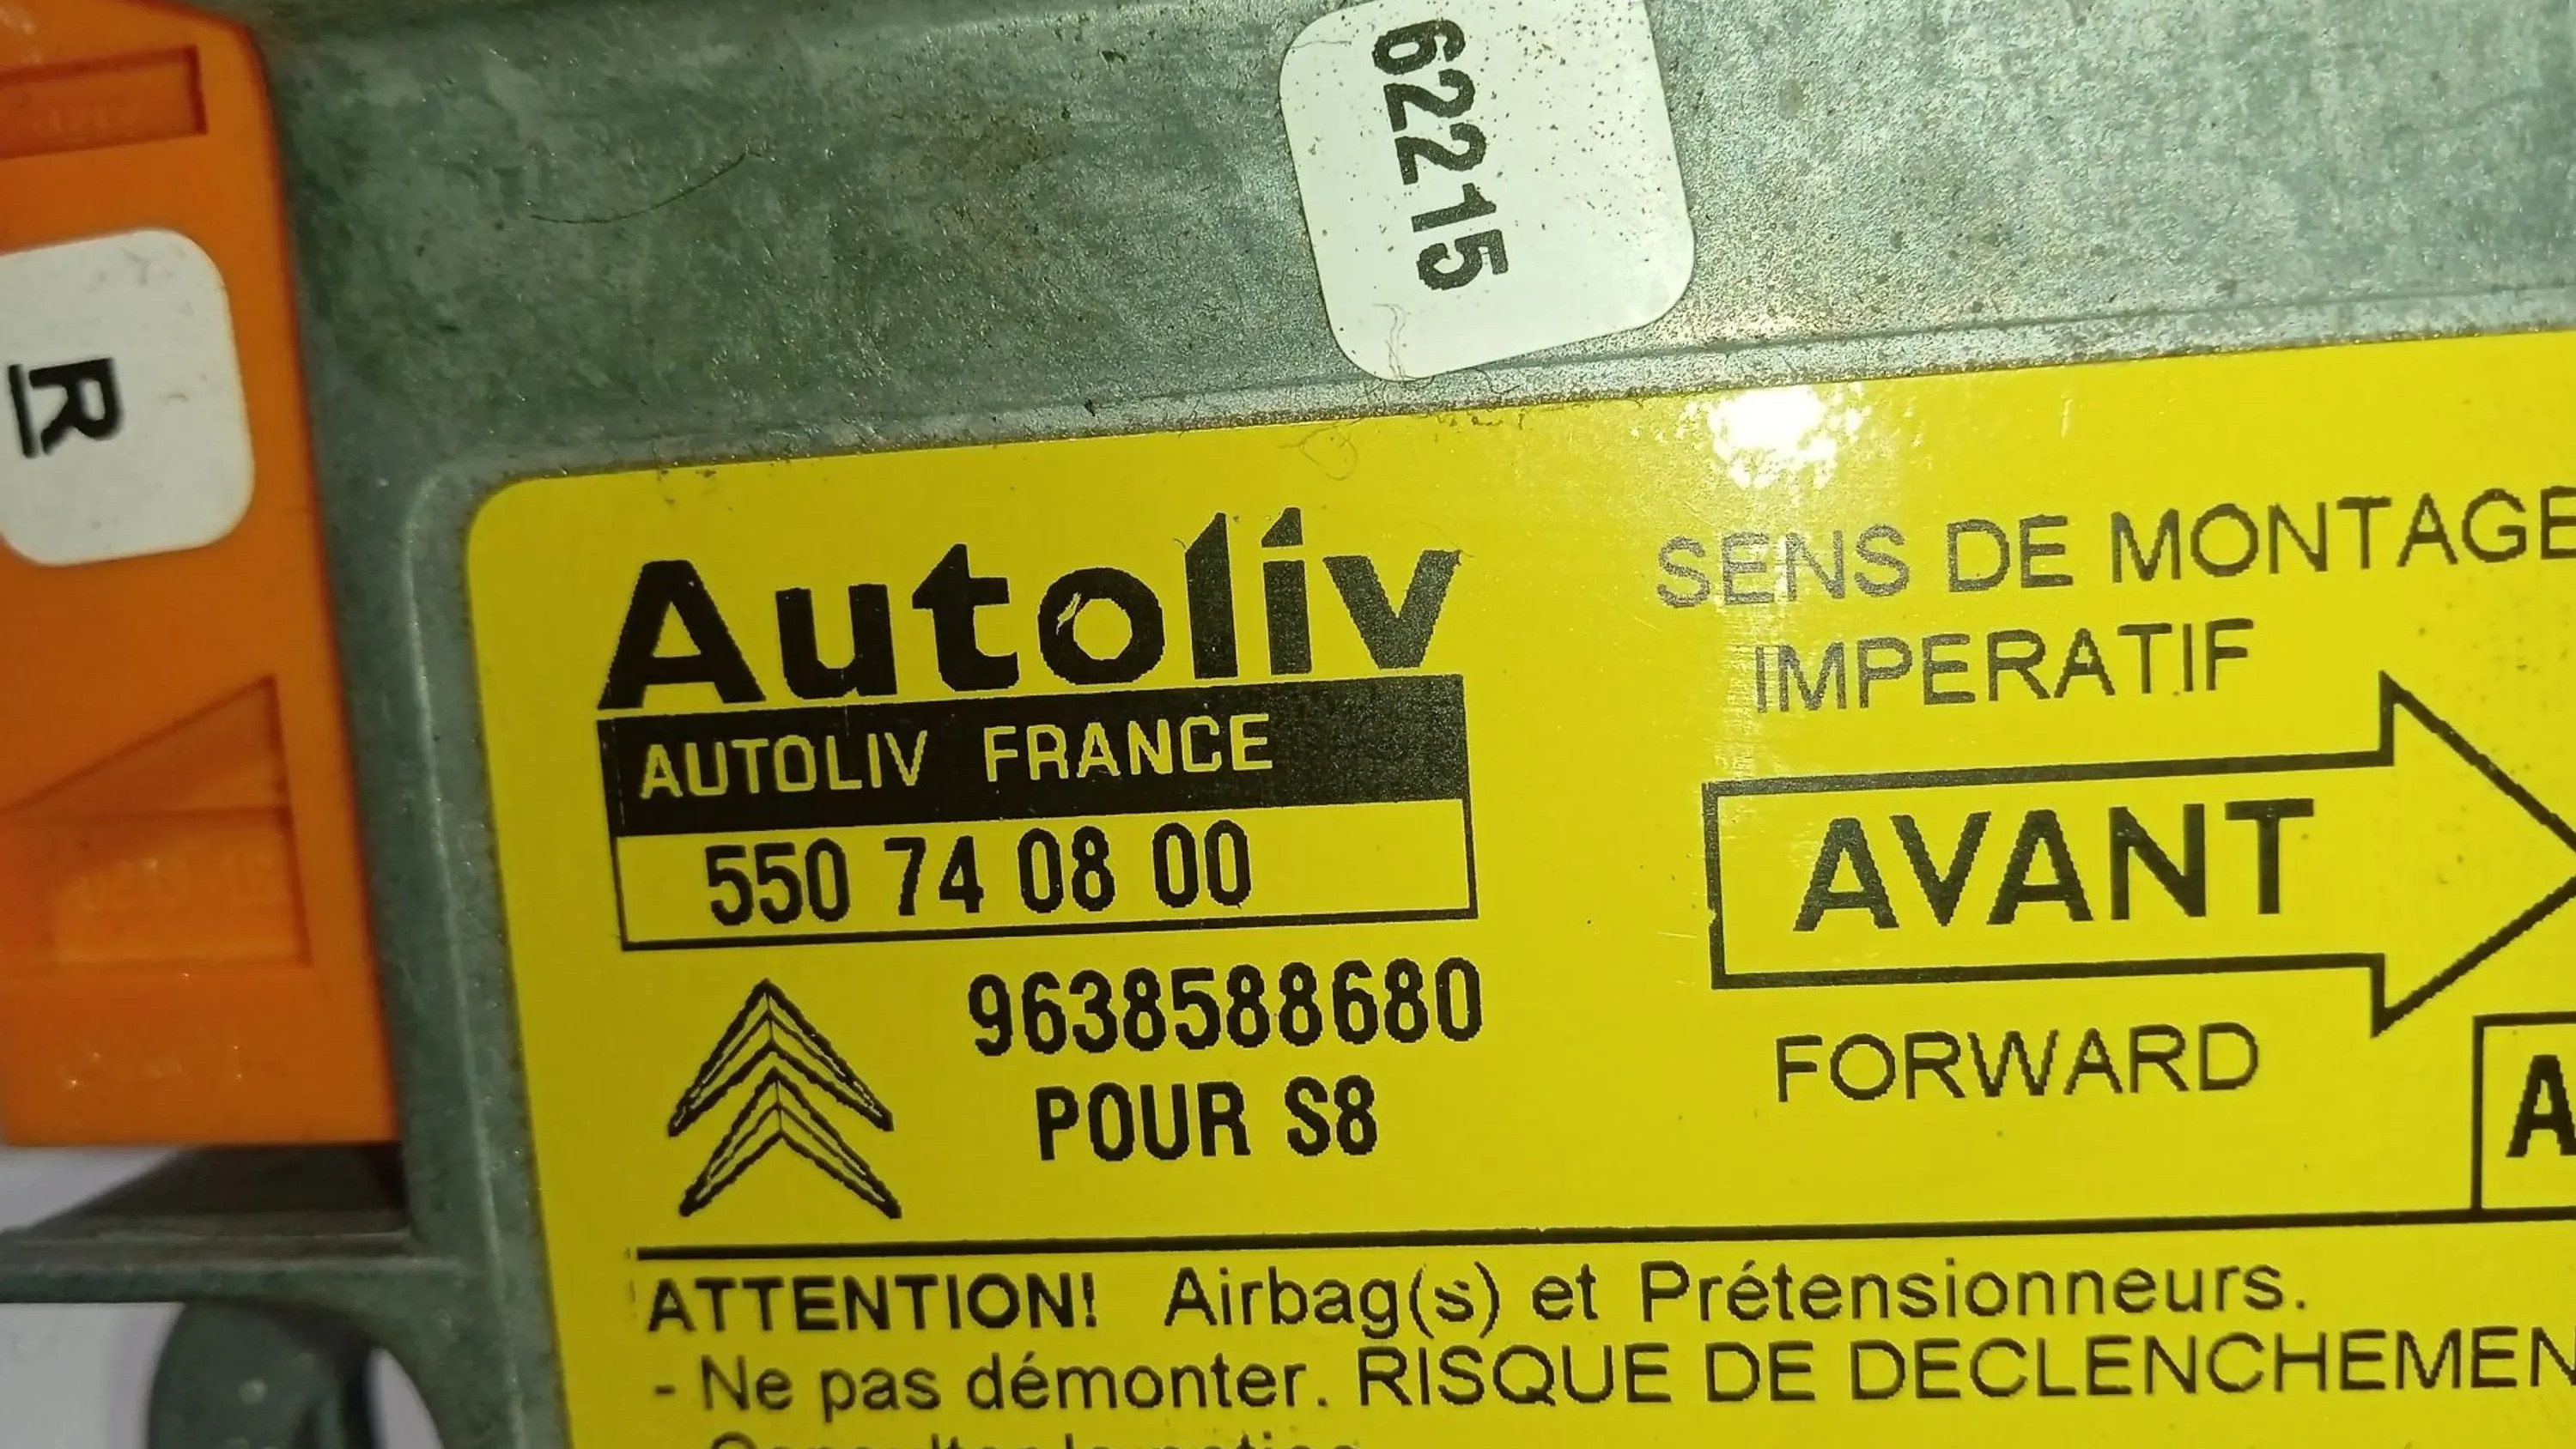 62215
R
Autoliv
AUTOLIV FRANCE
550 74 08 00
9638588680
POUR S8
SENS DE MONTAGE
IMPERATIF
AVANT
FORWARD
A
ATTENTION! Airbag(s) et Prétensionneurs.
- Ne pas démonter. RISQUE DE DECLENCHEMEN